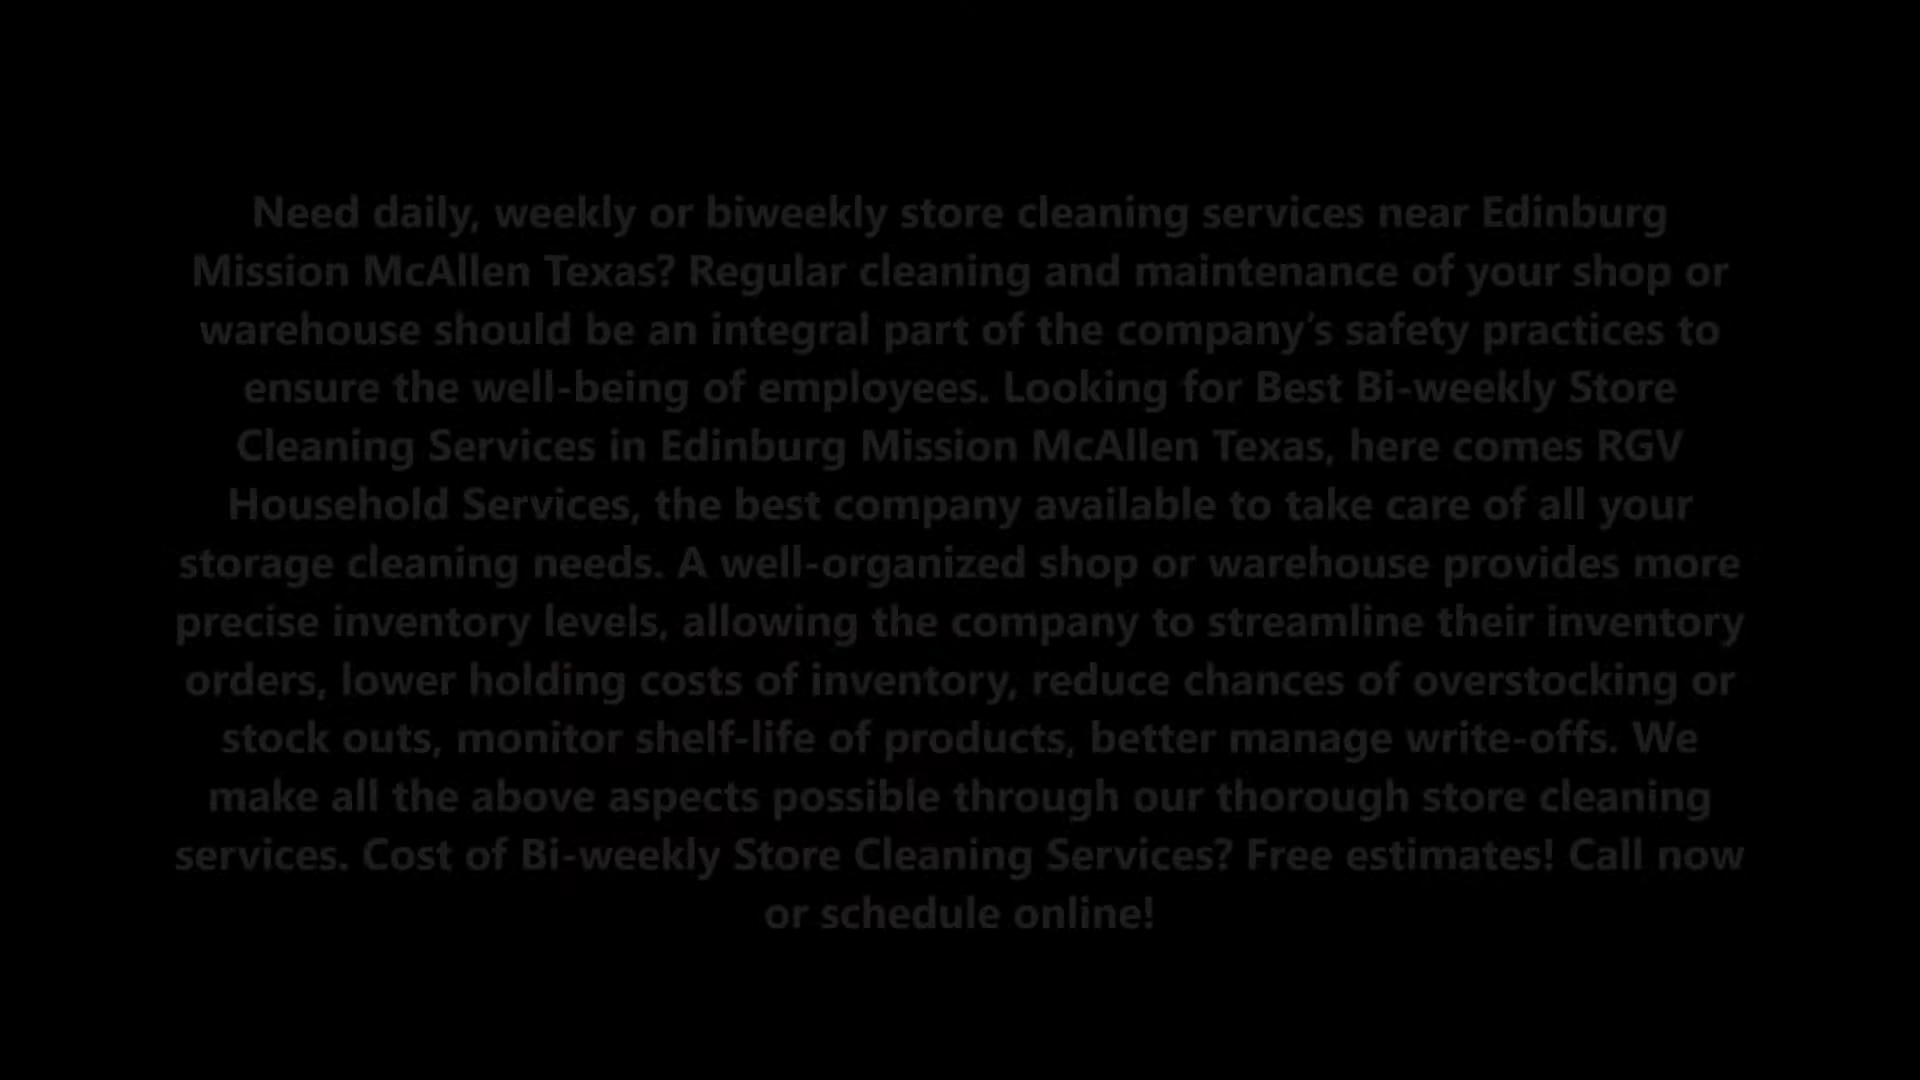 Need daily, weekly or biweekly store cleaning services near Edinburg
Mission McAllen Texas? Regular cleaning and maintenance of your shop or
warehouse should be an integral part of the company’s safety practices to
ensure the well-being of employees. Looking for Best Bi-weekly Store
Cleaning Services in Edinburg Mission McAllen Texas, here comes RGV
Household Services, the best company available to take care of all your
storage cleaning needs. A well-organized shop or warehouse provides more
precise inventory levels, allowing the company to streamline their inventory
orders, lower holding costs of inventory, reduce chances of overstocking or
stock outs, monitor shelf-life of products, better manage write-offs. We
make all the above aspects possible through our thorough store cleaning
services. Cost of Bi-weekly Store Cleaning Services? Free estimates! Call now
or schedule online!